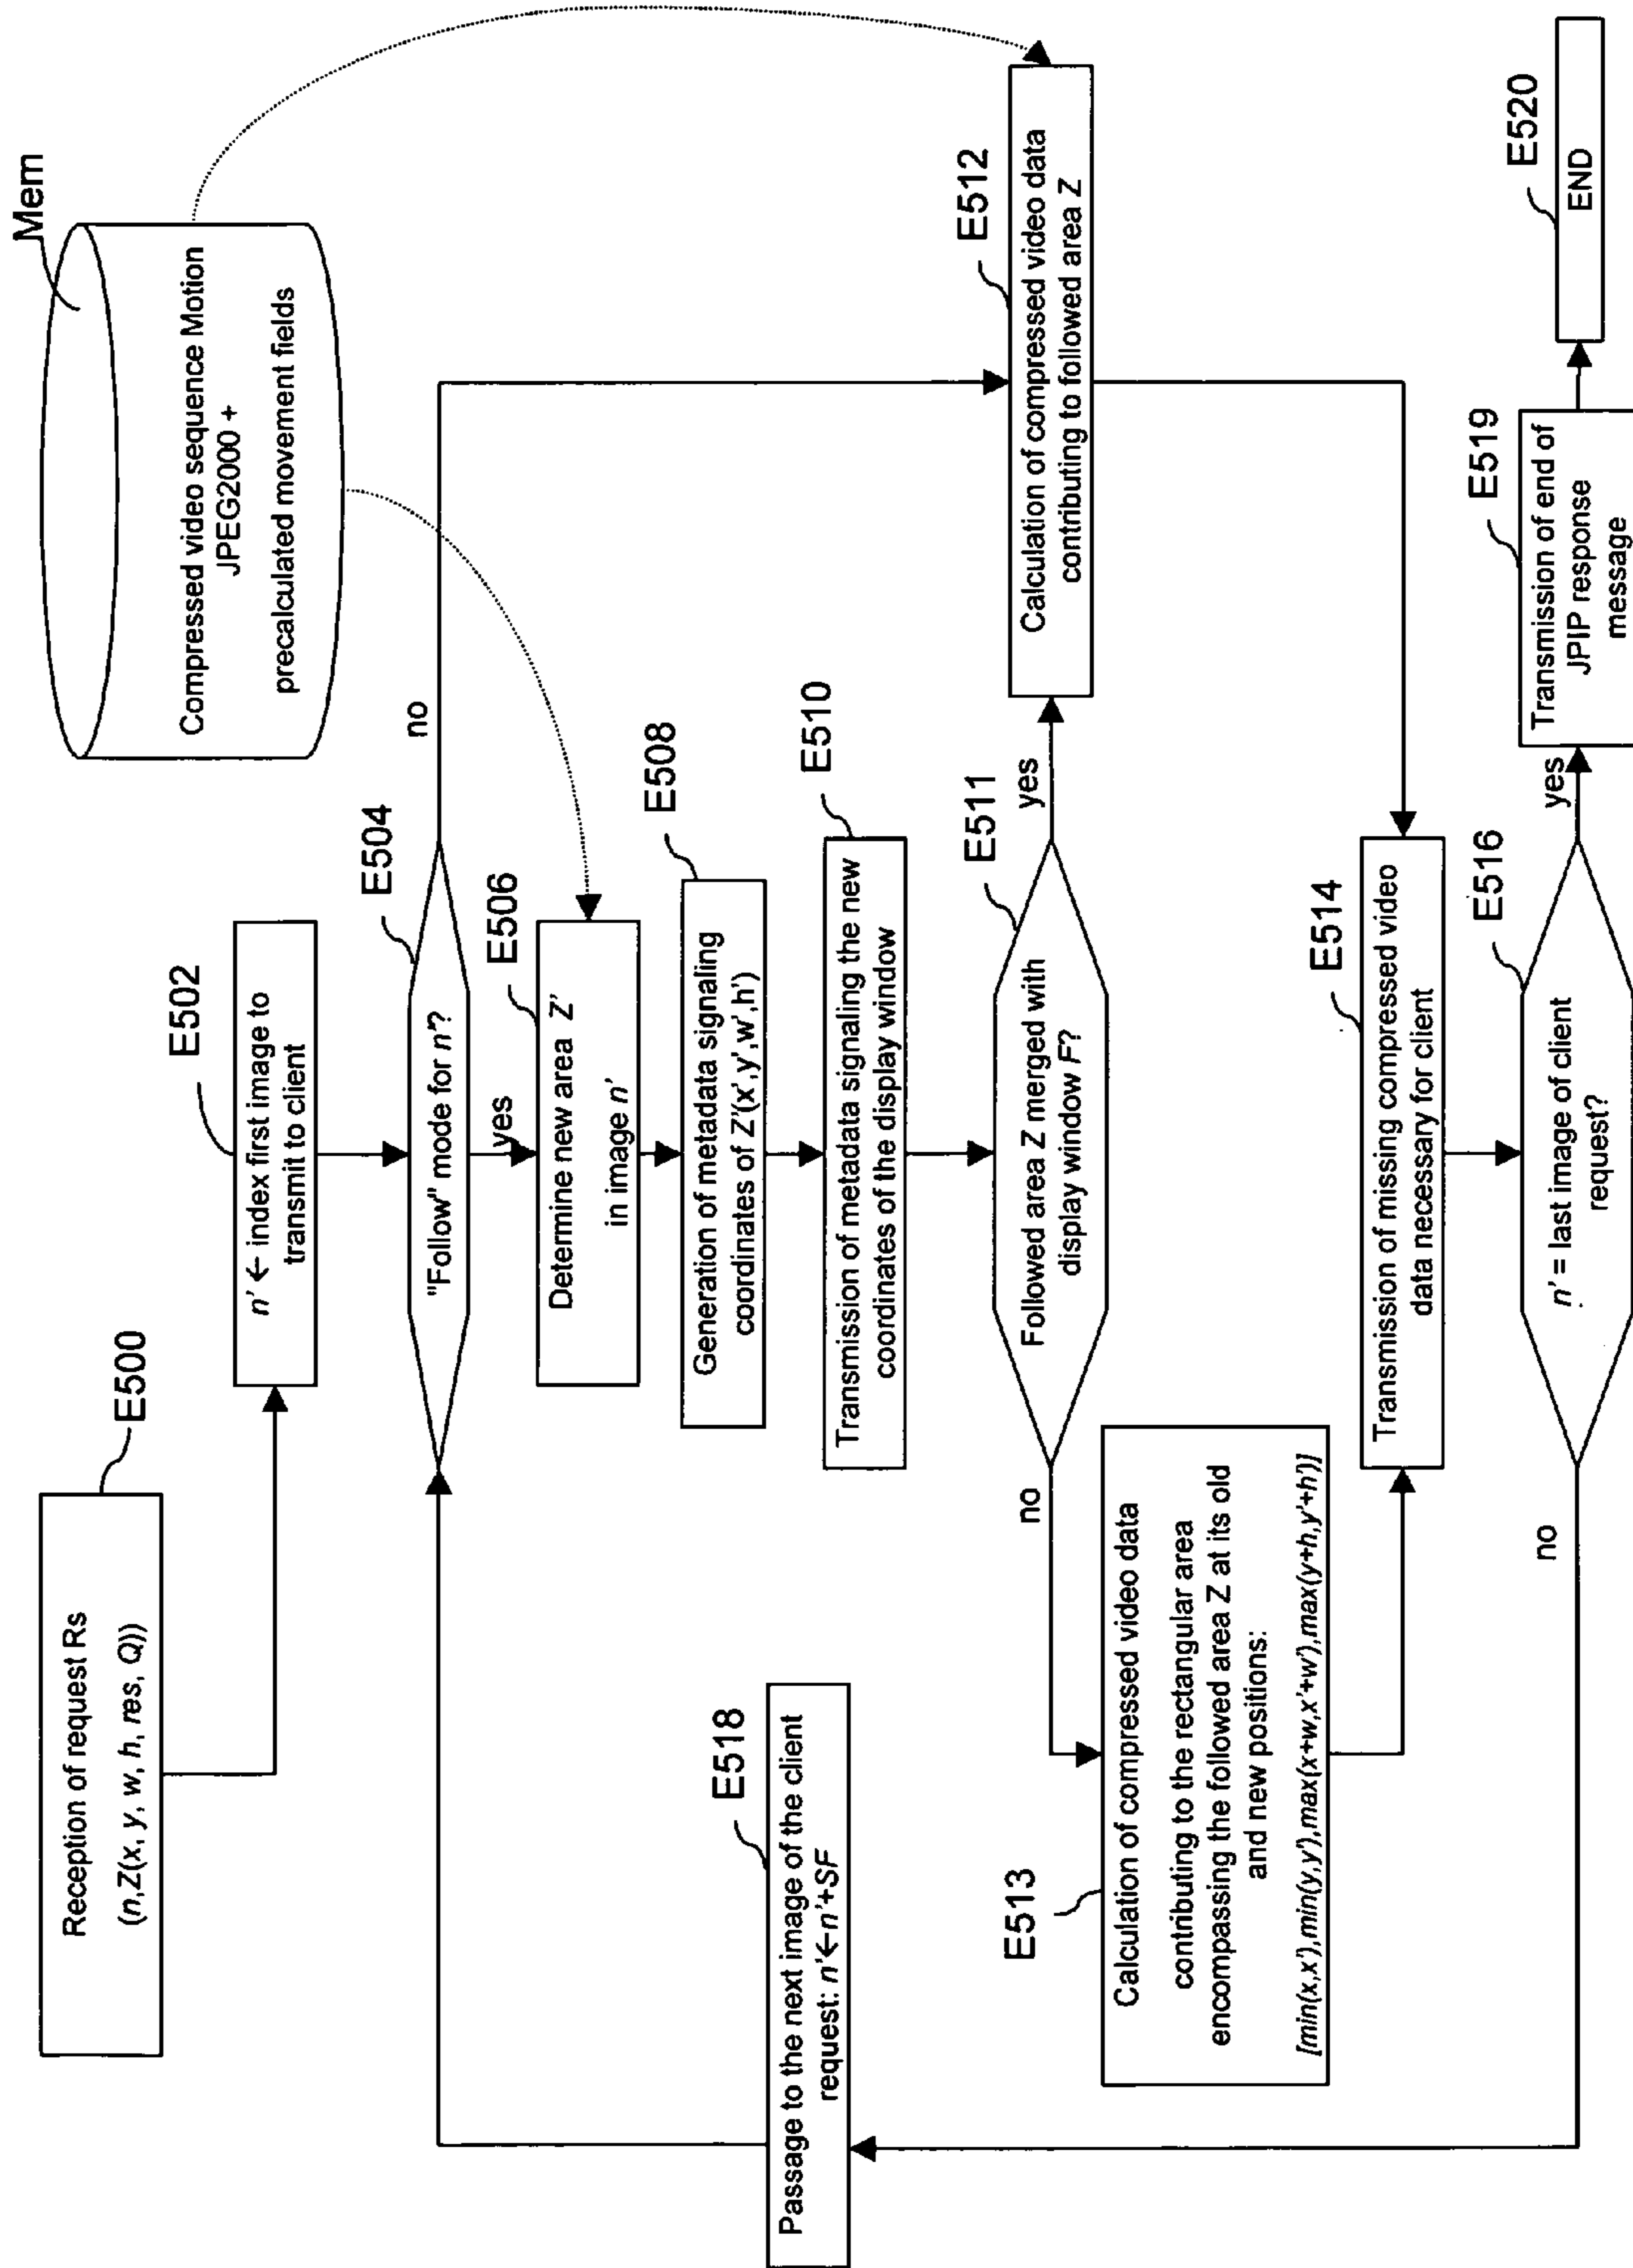 Mem
Compressed video sequence Motion
JPEG2000 +
precalculated movement fields
E500
Reception of request Rs
(n,Z(x, y, w, h, res, Q))
E502
n' ← index first image to
transmit to client
E504
"Follow" mode for n'?
no
yes
E506
Determine new area Z'
in image n'
E508
Generation of metadata signaling
coordinates of Z'(x',y',w',h')
E510
Transmission of metadata signaling the new
coordinates of the display window
E511
Followed area Z merged with
display window F?
yes
no
E512
Calculation of compressed video data
contributing to followed area Z
E513
Calculation of compressed video data
contributing to the rectangular area
encompassing the followed area Z at its old
and new positions:
[min(x,x'),min(y,y'),max(x+w,x'+w'),max(y+h,y'+h')]
E514
Transmission of missing compressed video
data necessary for client
E516
n' = last image of client
request?
yes
no
E518
Passage to the next image of the client
request: n'←n'+SF
E519
Transmission of end of
JPIP response
message
E520
END